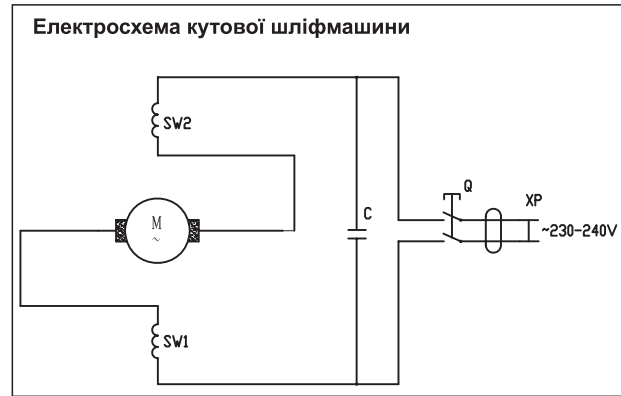 Електросхема кутової шліфмашини
SW2
Q
XP
M
~
C
~230-240V
SW1